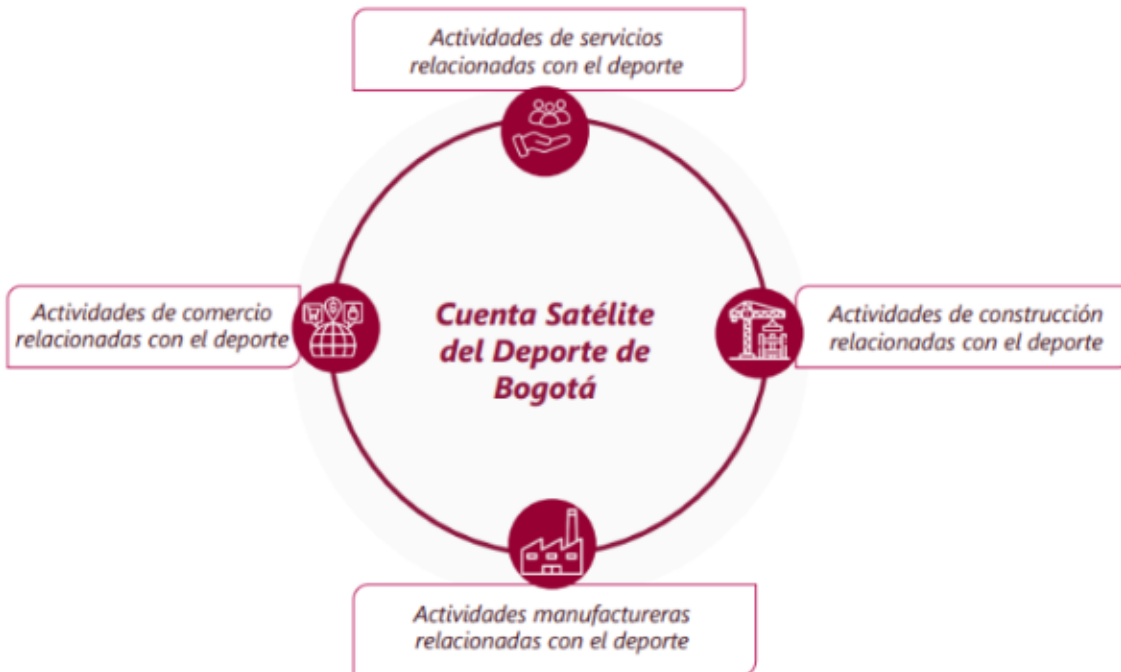 Actividades de servicios
relacionadas con el deporte
Actividades de comercio
relacionadas con el deporte
Cuenta Satélite
del Deporte de
Bogotá
Actividades de construcción
relacionadas con el deporte
Actividades manufactureras
relacionadas con el deporte